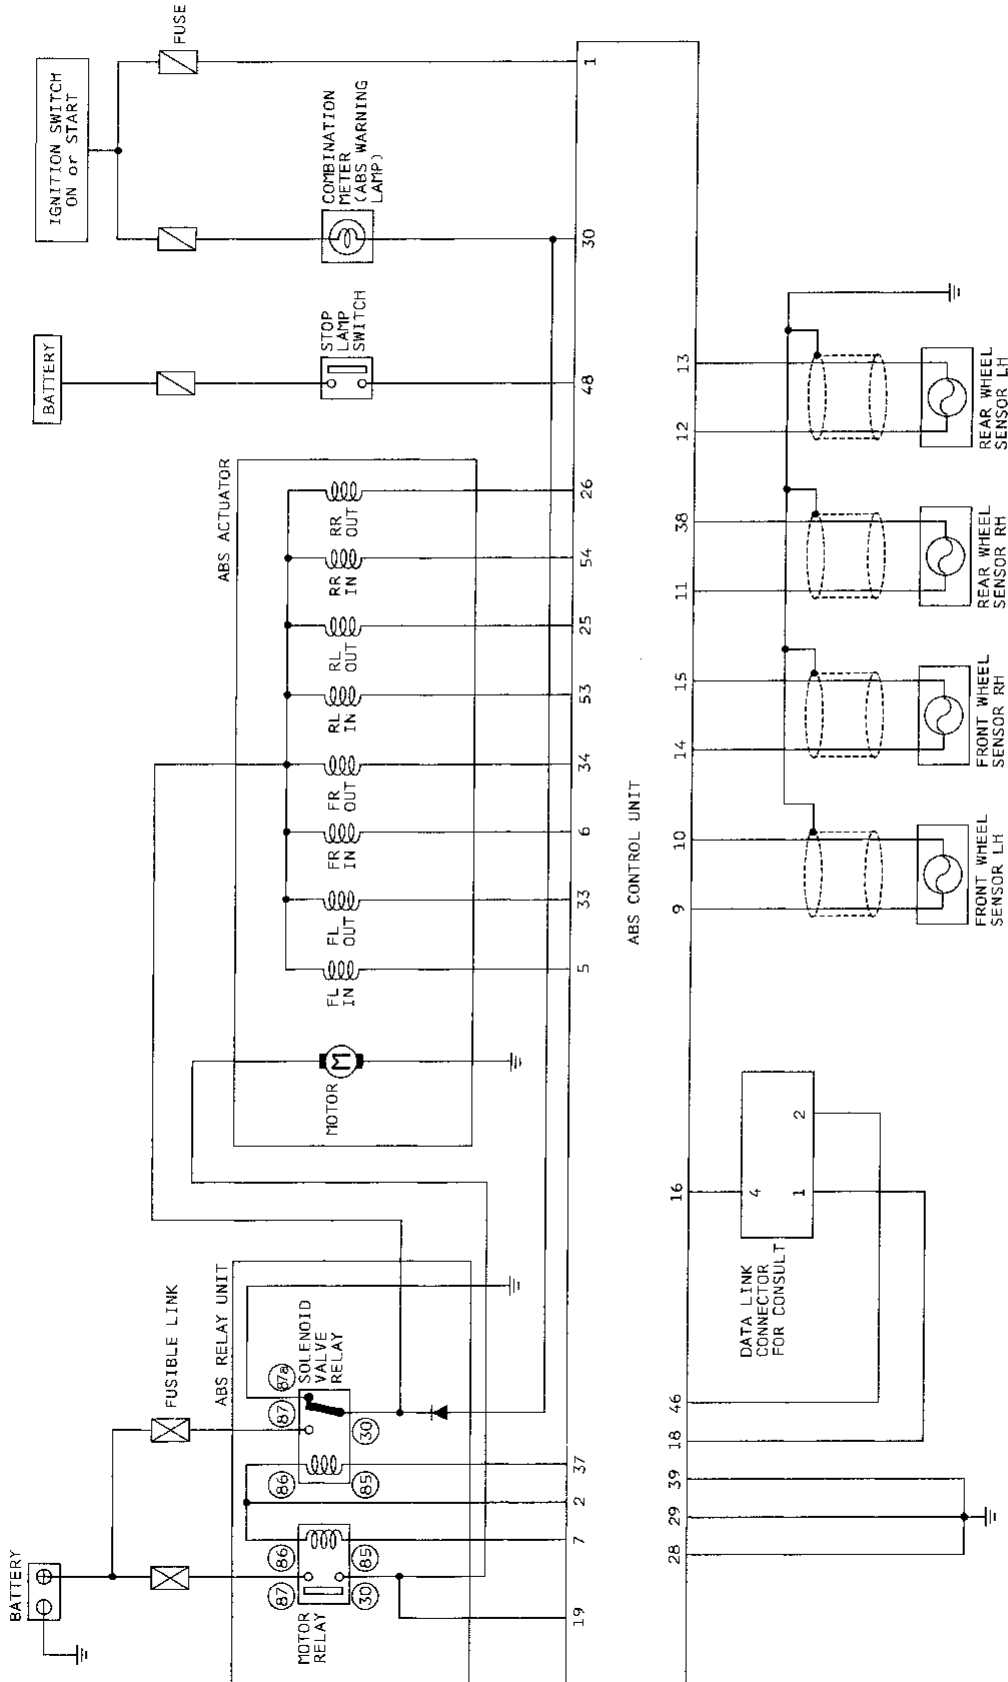 BATTERY
FUSIBLE LINK
ABS RELAY UNIT
MOTOR
RELAY
87
86
30
85
SOLENOID
VALVE
RELAY
86
87
87a
85
30
19
7
2
37
ABS ACTUATOR
MOTOR
M
FL
IN
FL
OUT
FR
IN
FR
OUT
RL
IN
RL
OUT
RR
IN
RR
OUT
5
33
6
34
53
25
54
26
BATTERY
STOP
LAMP
SWITCH
48
IGNITION SWITCH
ON or START
FUSE
COMBINATION
METER
(ABS WARNING
LAMP)
30
1
ABS CONTROL UNIT
28
29
39
18
46
16
9
10
14
15
11
38
12
13
DATA LINK
CONNECTOR
FOR CONSULT
4
1
2
FRONT WHEEL
SENSOR LH
FRONT WHEEL
SENSOR RH
REAR WHEEL
SENSOR RH
REAR WHEEL
SENSOR LH